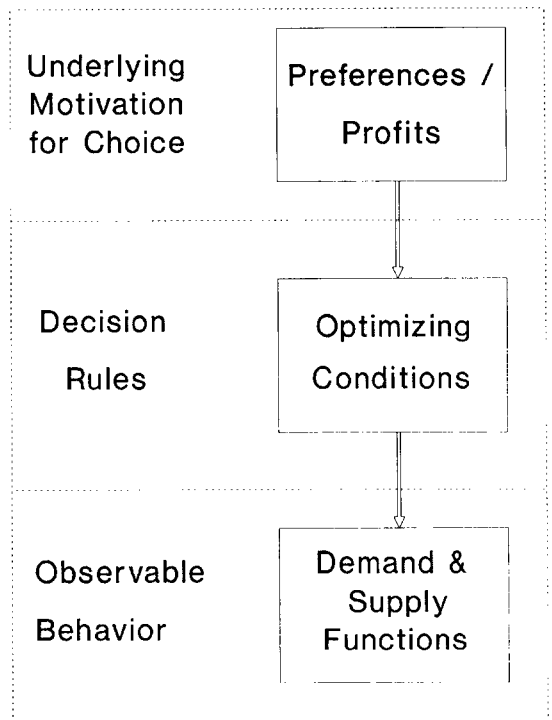 Underlying
Motivation
for Choice
Preferences /
Profits
Decision
Rules
Optimizing
Conditions
Observable
Behavior
Demand &
Supply
Functions